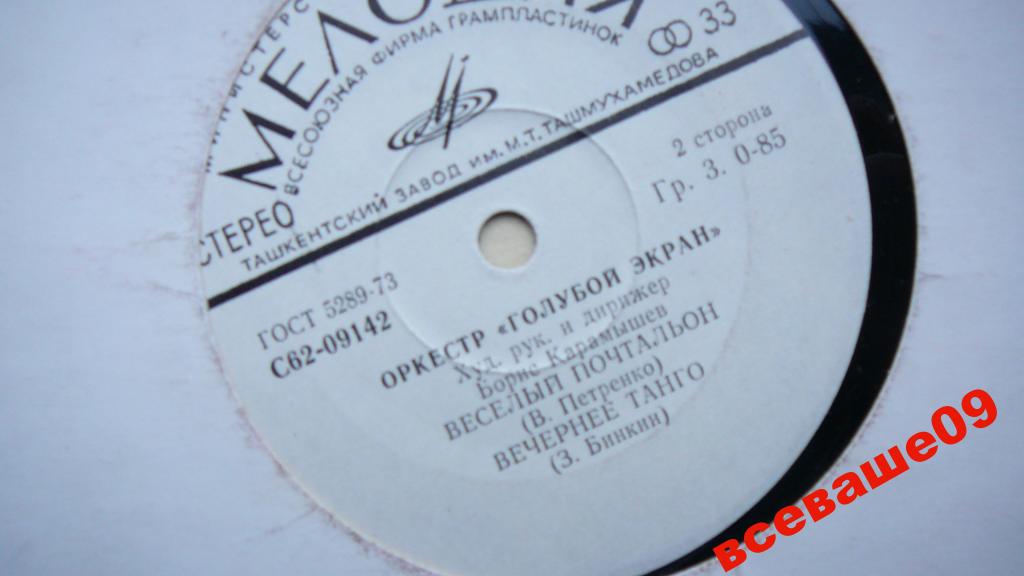 МЕЛОДИЯ
ВСЕСОЮЗНАЯ ФИРМА ГРАМПЛАСТИНОК
33
ТАШКЕНТСКИЙ ЗАВОД им. М.Т. ТАШМУХАМЕДОВА
СТЕРЕО
2 сторона
Гр. 3. 0-85
ГОСТ 5289-73
С62-09142
ОРКЕСТР «ГОЛУБОЙ ЭКРАН»
Худ. рук. и дирижер
Борис Карамышев
ВЕСЕЛЫЙ ПОЧТАЛЬОН
(В. Петренко)
ВЕЧЕРНЕЕ ТАНГО
(З. Бинкин)
всеваше09